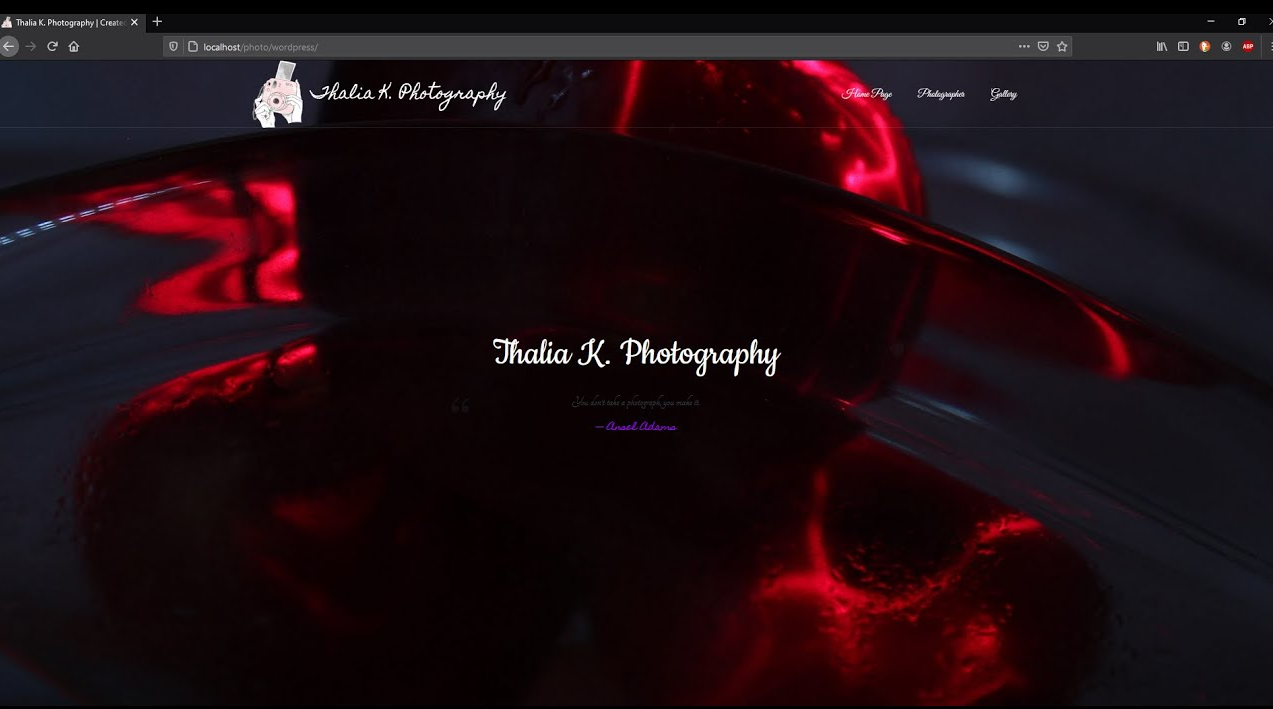 Thalia K. Photography | Create
localhost/photo/wordpress/
ABP
Thalia K. Photography
Home Page
Photographer
Gallery
Thalia K. Photography
“
You don't take a photograph, you make it.
— Ansel Adams